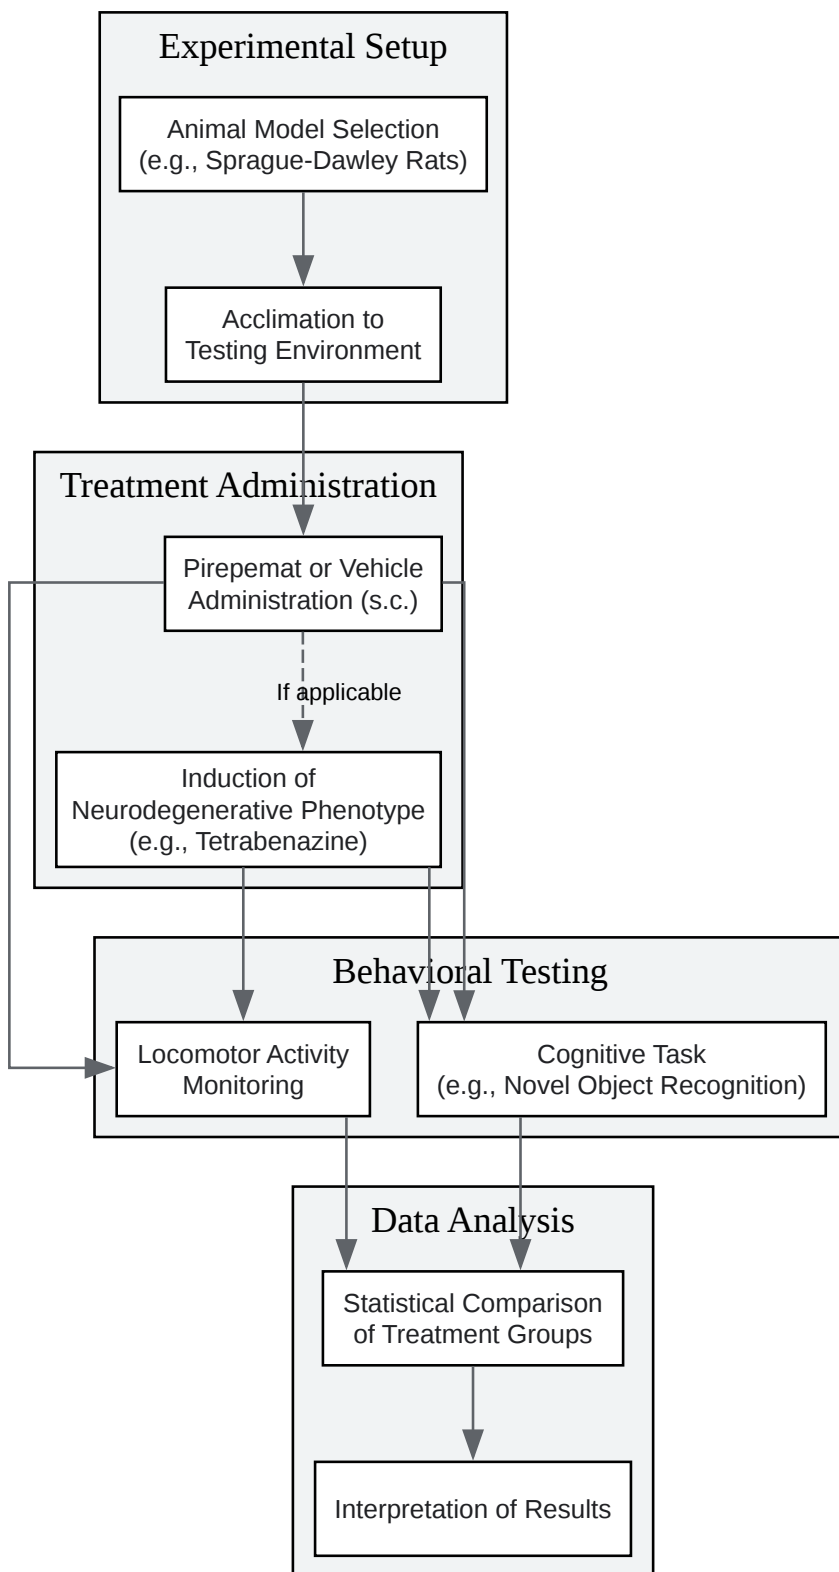 Experimental Setup
Animal Model Selection
(e.g., Sprague-Dawley Rats)
Acclimation to
Testing Environment
Treatment Administration
Pirepemat or Vehicle
Administration (s.c.)
If applicable
Induction of
Neurodegenerative Phenotype
(e.g., Tetrabenazine)
Behavioral Testing
Locomotor Activity
Monitoring
Cognitive Task
(e.g., Novel Object Recognition)
Data Analysis
Statistical Comparison
of Treatment Groups
Interpretation of Results